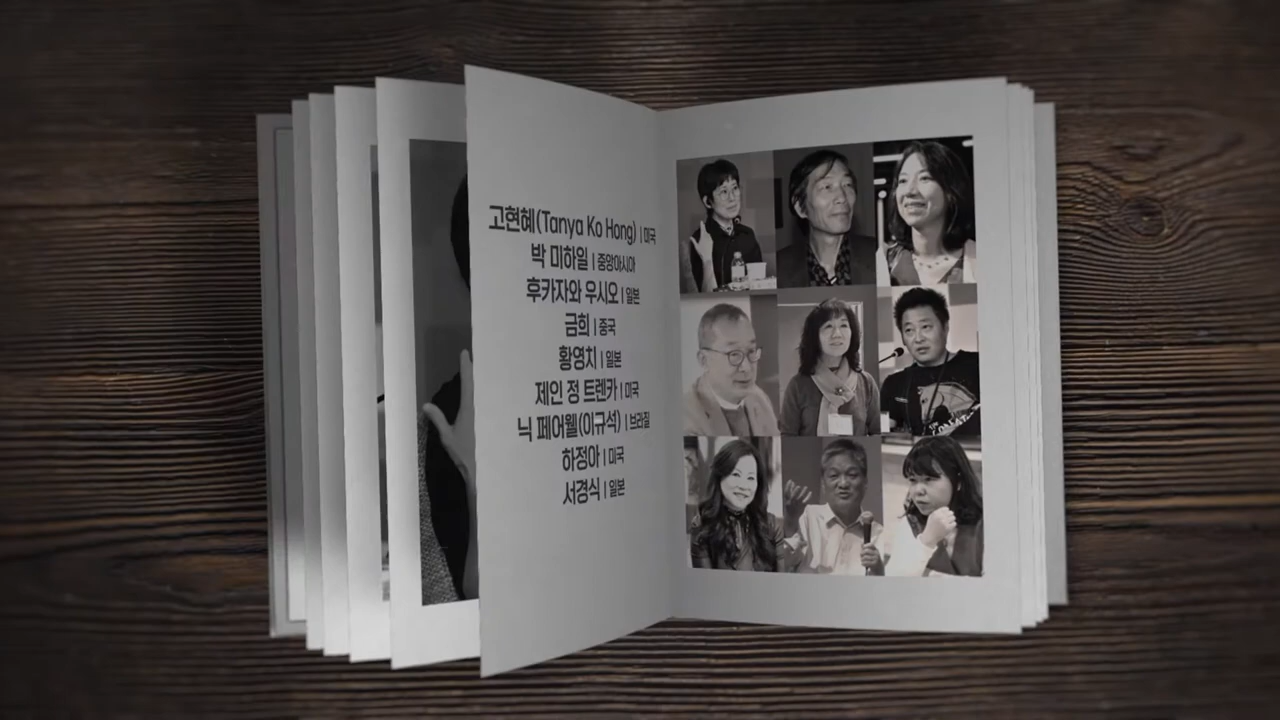 고현혜(Tanya Ko Hong) | 미국
박 미하일 | 중앙아시아
후카자와 우시오 | 일본
금희 | 중국
황영치 | 일본
제인 정 트렌카 | 미국
닉 페어웰(이규석) | 브라질
하정아 | 미국
서경식 | 일본